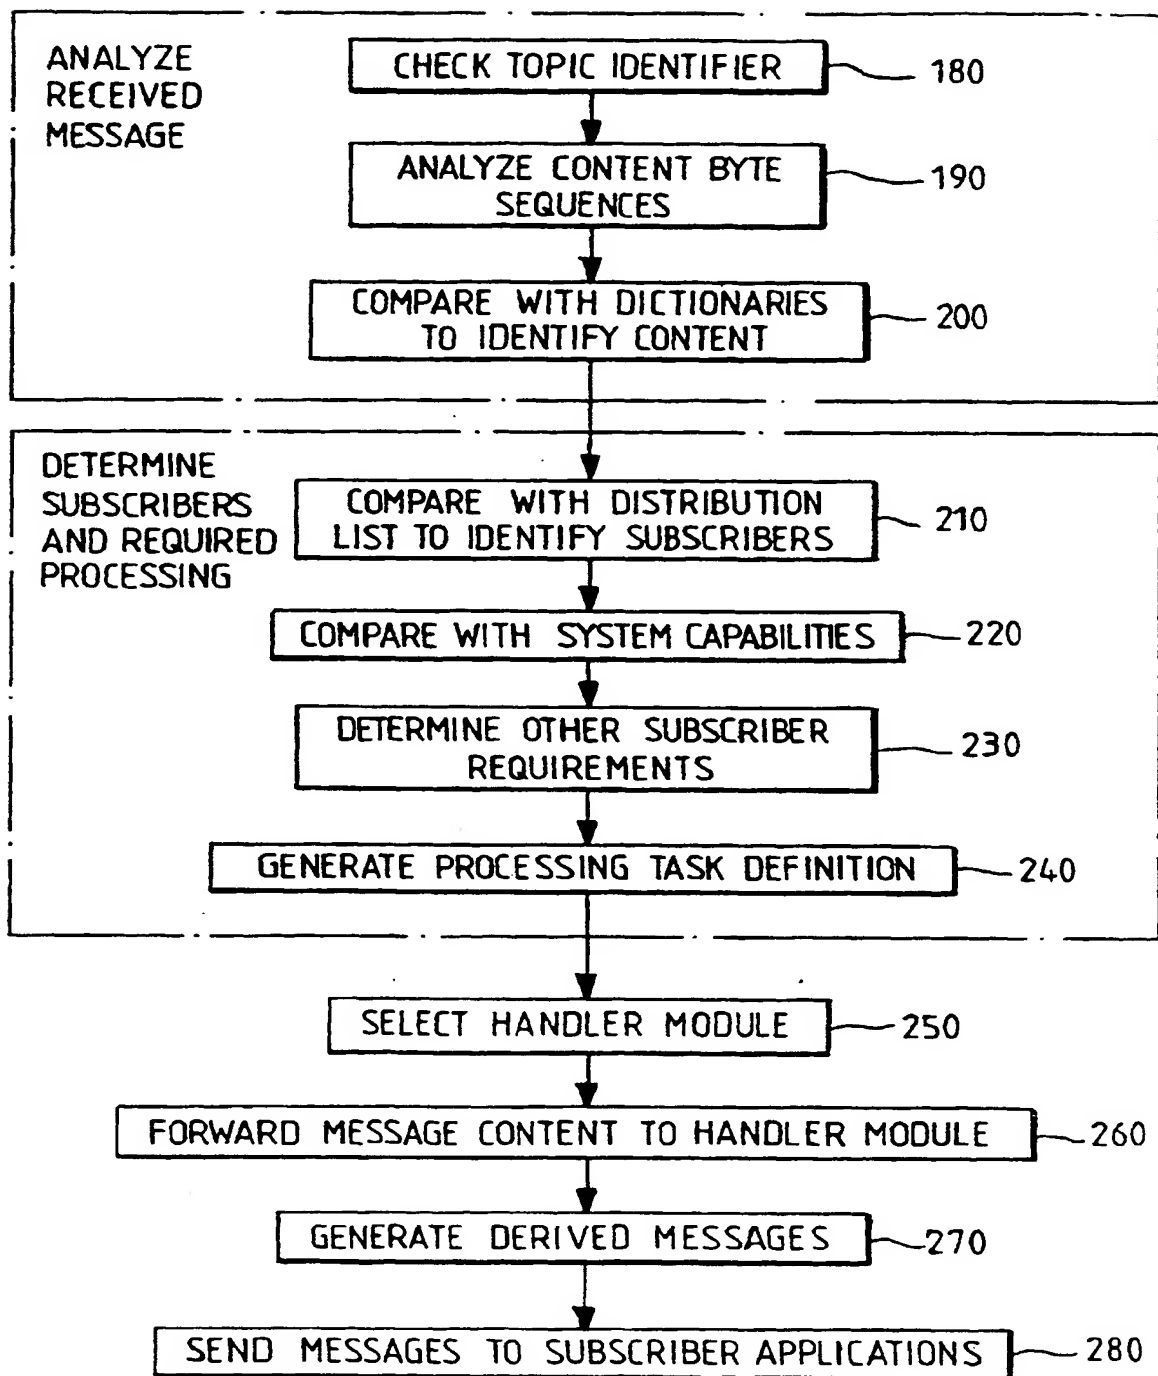 ANALYZE
RECEIVED
MESSAGE
CHECK TOPIC IDENTIFIER
180
ANALYZE CONTENT BYTE
SEQUENCES
190
COMPARE WITH DICTIONARIES
TO IDENTIFY CONTENT
200
DETERMINE
SUBSCRIBERS
AND REQUIRED
PROCESSING
COMPARE WITH DISTRIBUTION
LIST TO IDENTIFY SUBSCRIBERS
210
COMPARE WITH SYSTEM CAPABILITIES
220
DETERMINE OTHER SUBSCRIBER
REQUIREMENTS
230
GENERATE PROCESSING TASK DEFINITION
240
SELECT HANDLER MODULE
250
FORWARD MESSAGE CONTENT TO HANDLER MODULE
260
GENERATE DERIVED MESSAGES
270
SEND MESSAGES TO SUBSCRIBER APPLICATIONS
280